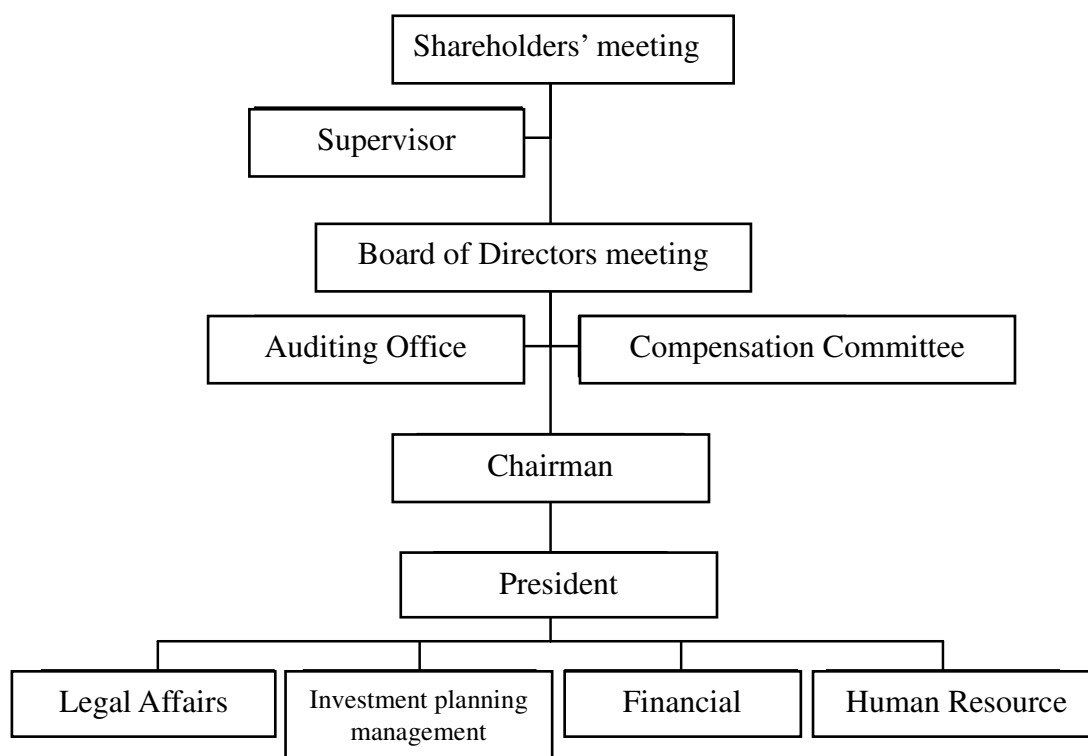 Shareholders’ meeting
Supervisor
Board of Directors meeting
Auditing Office
Compensation Committee
Chairman
President
Legal Affairs
Investment planning
management
Financial
Human Resource